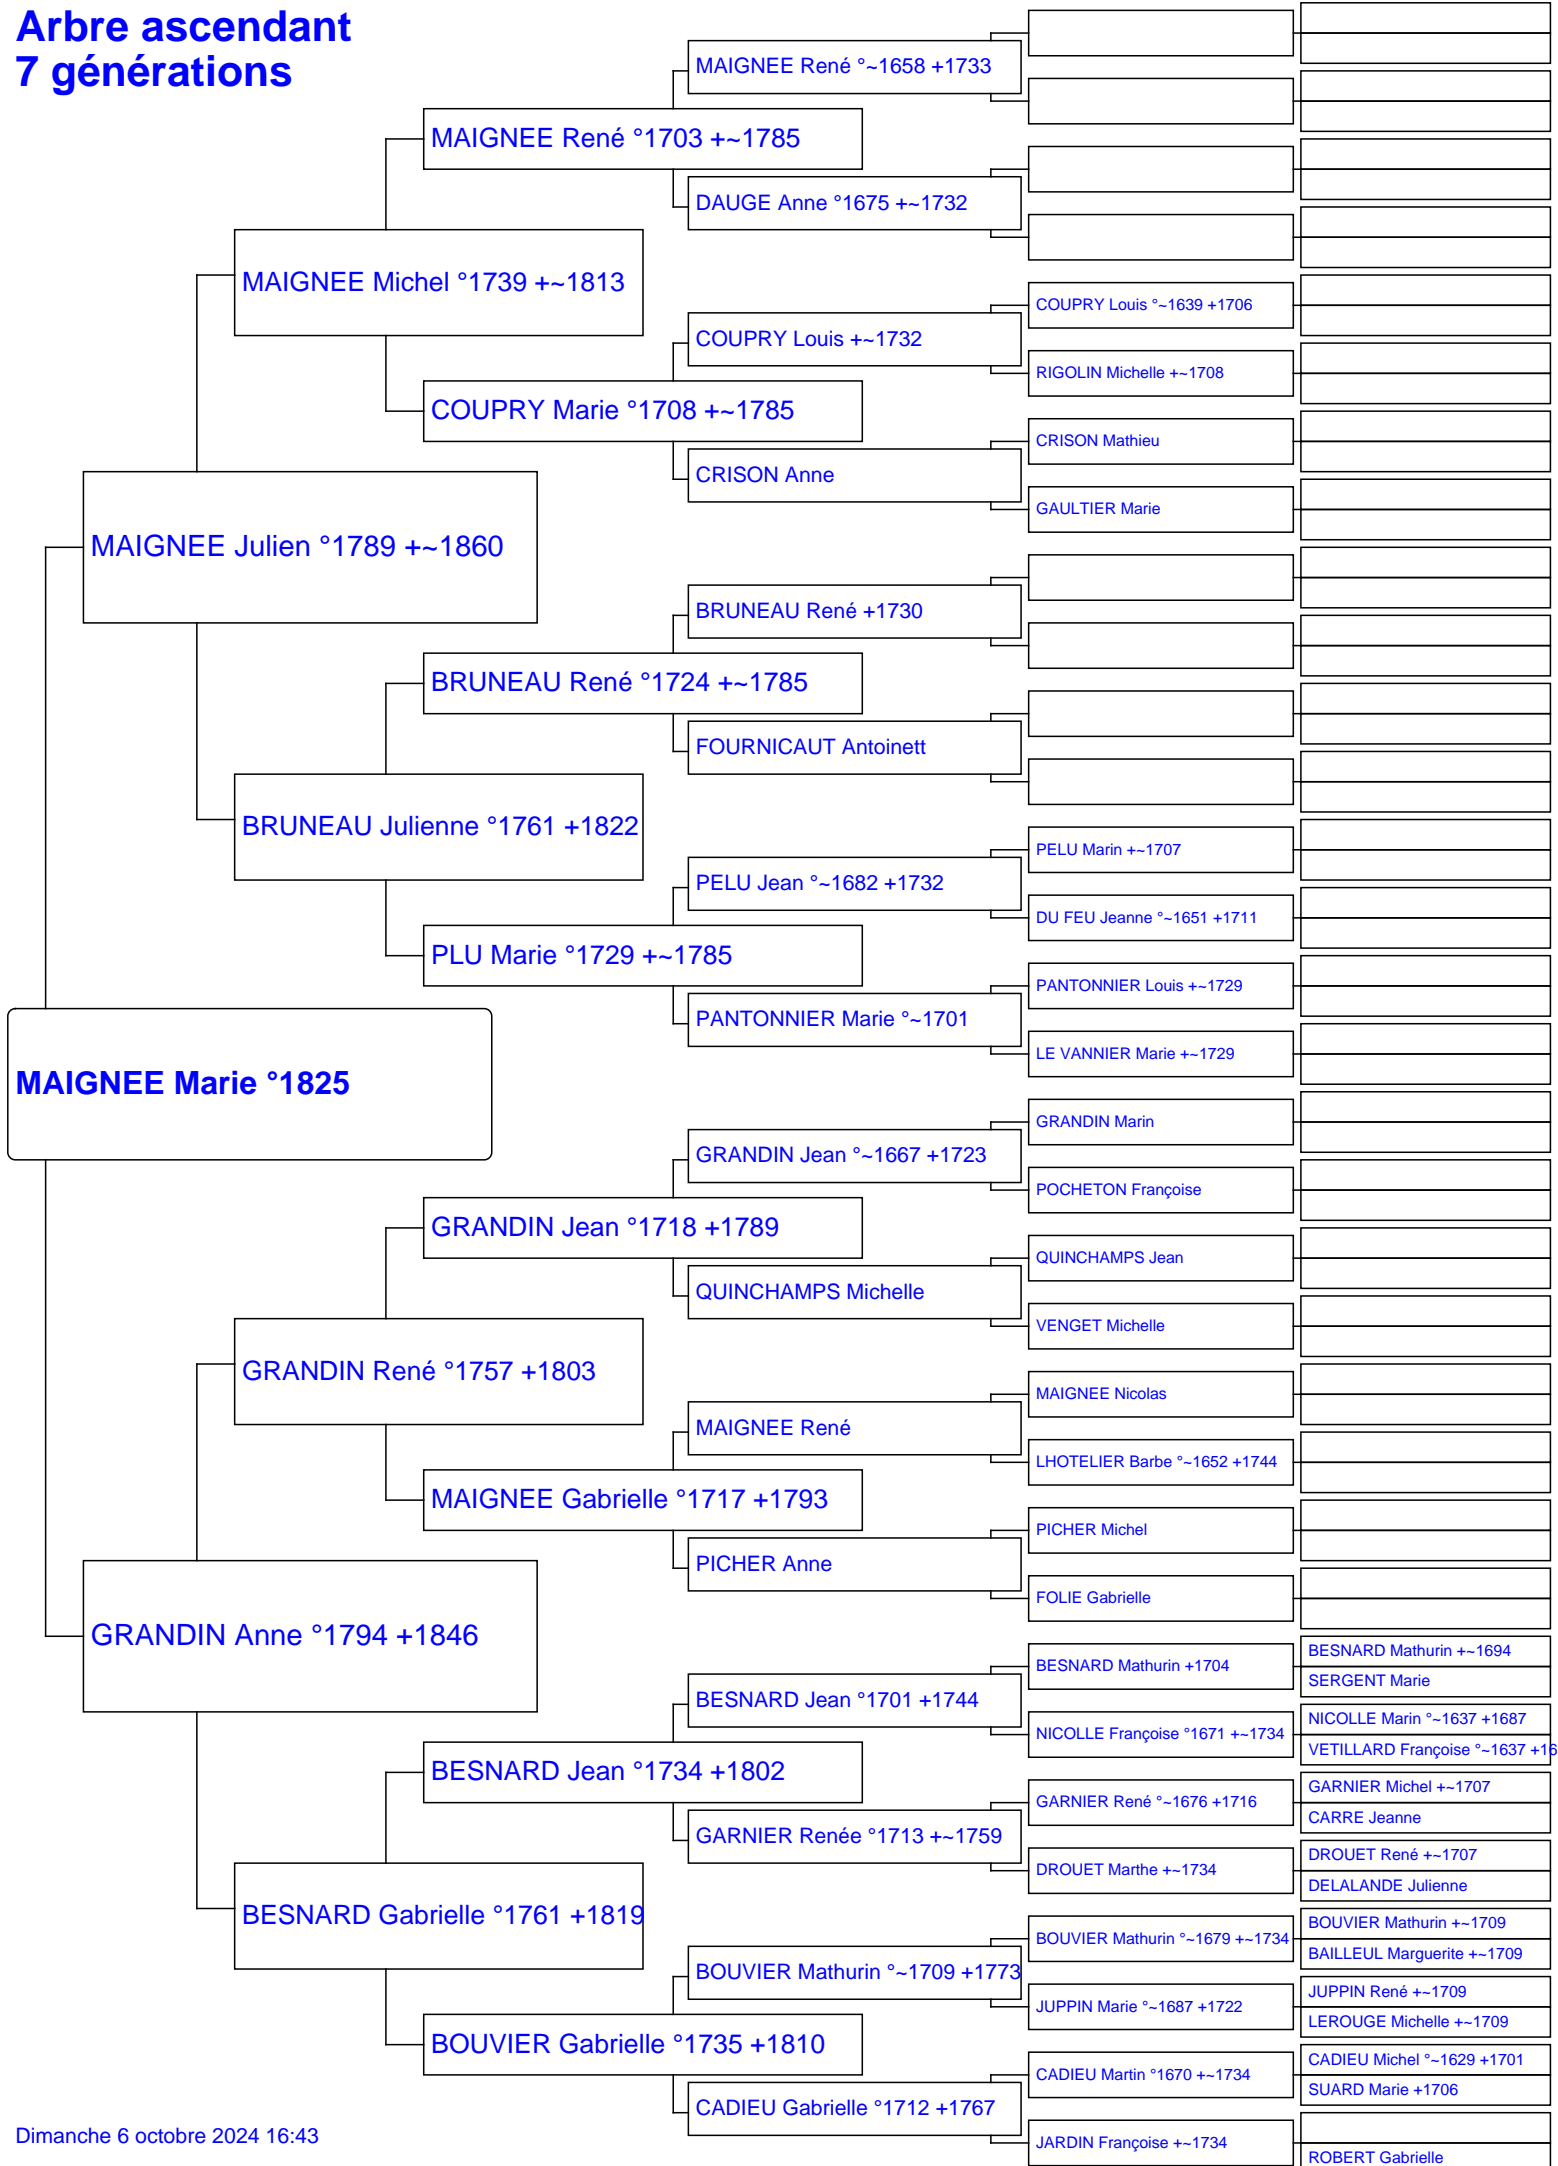 Arbre ascendant
7 générations
MAIGNEE René °~1658 +1733
MAIGNEE René °1703 +~1785
DAUGE Anne °1675 +~1732
MAIGNEE Michel °1739 +~1813
COUPRY Louis °~1639 +1706
COUPRY Louis +~1732
RIGOLIN Michelle +~1708
COUPRY Marie °1708 +~1785
CRISON Mathieu
CRISON Anne
GAULTIER Marie
MAIGNEE Julien °1789 +~1860
BRUNEAU René +1730
BRUNEAU René °1724 +~1785
FOURNICAUT Antoinett
BRUNEAU Julienne °1761 +1822
PELU Marin +~1707
PELU Jean °~1682 +1732
DU FEU Jeanne °~1651 +1711
PLU Marie °1729 +~1785
PANTONNIER Louis +~1729
PANTONNIER Marie °~1701
LE VANNIER Marie +~1729
MAIGNEE Marie °1825
GRANDIN Marin
GRANDIN Jean °~1667 +1723
POCHETON Françoise
GRANDIN Jean °1718 +1789
QUINCHAMPS Jean
QUINCHAMPS Michelle
VENGET Michelle
GRANDIN René °1757 +1803
MAIGNEE Nicolas
MAIGNEE René
LHOTELIER Barbe °~1652 +1744
MAIGNEE Gabrielle °1717 +1793
PICHER Michel
PICHER Anne
FOLIE Gabrielle
GRANDIN Anne °1794 +1846
BESNARD Mathurin +~1694
BESNARD Mathurin +1704
SERGENT Marie
BESNARD Jean °1701 +1744
NICOLLE Marin °~1637 +1687
NICOLLE Françoise °1671 +~1734
VETILLARD Françoise °~1637 +16
BESNARD Jean °1734 +1802
GARNIER Michel +~1707
GARNIER René °~1676 +1716
CARRE Jeanne
GARNIER Renée °1713 +~1759
DROUET René +~1707
DROUET Marthe +~1734
DELALANDE Julienne
BESNARD Gabrielle °1761 +1819
BOUVIER Mathurin +~1709
BOUVIER Mathurin °~1679 +~1734
BAILLEUL Marguerite +~1709
BOUVIER Mathurin °~1709 +1773
JUPPIN René +~1709
JUPPIN Marie °~1687 +1722
LEROUGE Michelle +~1709
BOUVIER Gabrielle °1735 +1810
CADIEU Michel °~1629 +1701
CADIEU Martin °1670 +~1734
SUARD Marie +1706
CADIEU Gabrielle °1712 +1767
JARDIN Françoise +~1734
ROBERT Gabrielle
Dimanche 6 octobre 2024 16:43